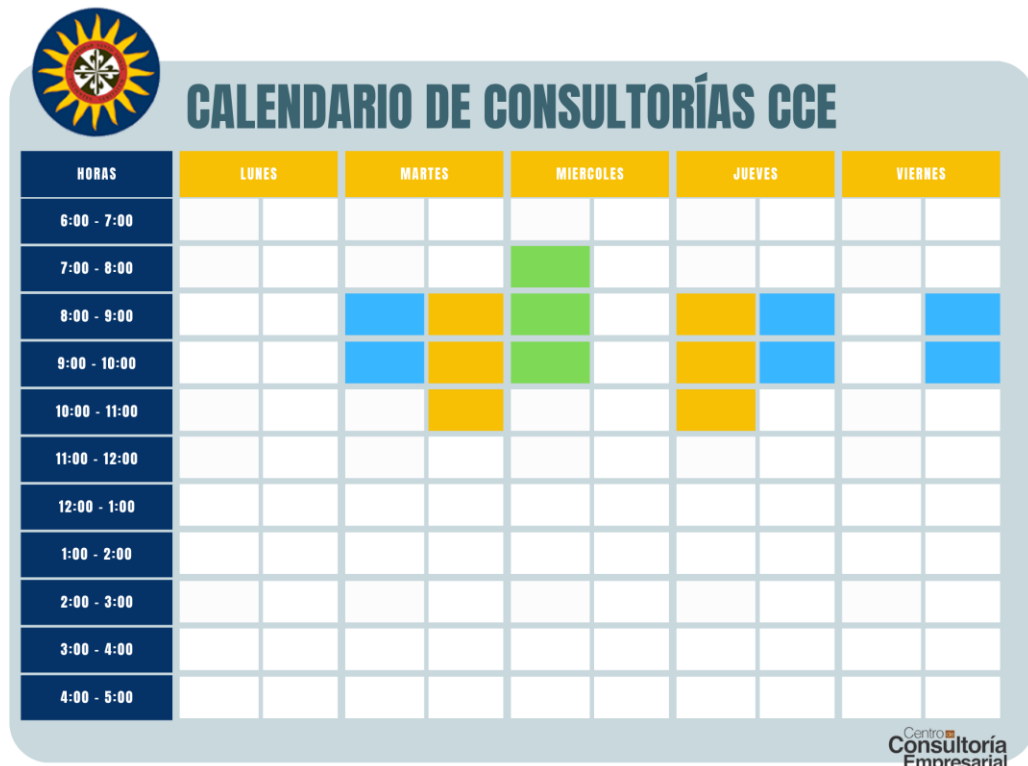 CALENDARIO DE CONSULTORÍAS CCE
HORAS LUNES MARTES MIERCOLES JUEVES VIERNES
6:00 - 7:00
7:00 - 8:00
8:00 - 9:00
9:00 - 10:00
10:00 - 11:00
11:00 - 12:00
12:00 - 1:00
1:00 - 2:00
2:00 - 3:00
3:00 - 4:00
4:00 - 5:00
Centro de
Consultoría
Empresarial